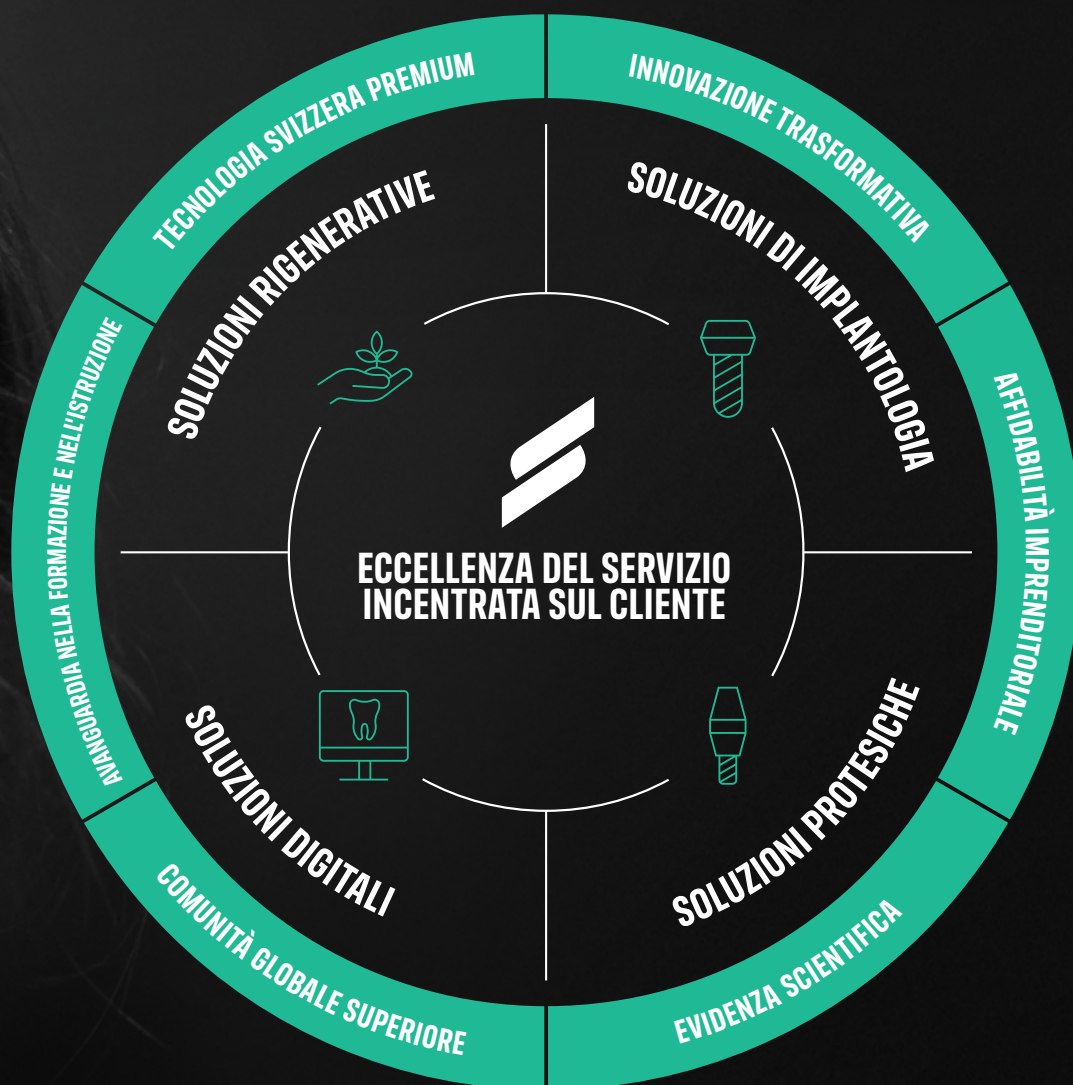 TECNOLOGIA SVIZZERA PREMIUM
INNOVAZIONE TRASFORMATIVA
AFFIDABILITÀ IMPRENDITORIALE
EVIDENZA SCIENTIFICA
COMUNITÀ GLOBALE SUPERIORE
AVANGUARDIA NELLA FORMAZIONE E NELL'ISTRUZIONE
SOLUZIONI RIGENERATIVE
SOLUZIONI DI IMPLANTOLOGIA
SOLUZIONI PROTESICHE
SOLUZIONI DIGITALI
ECCELLENZA DEL SERVIZIO
INCENTRATA SUL CLIENTE